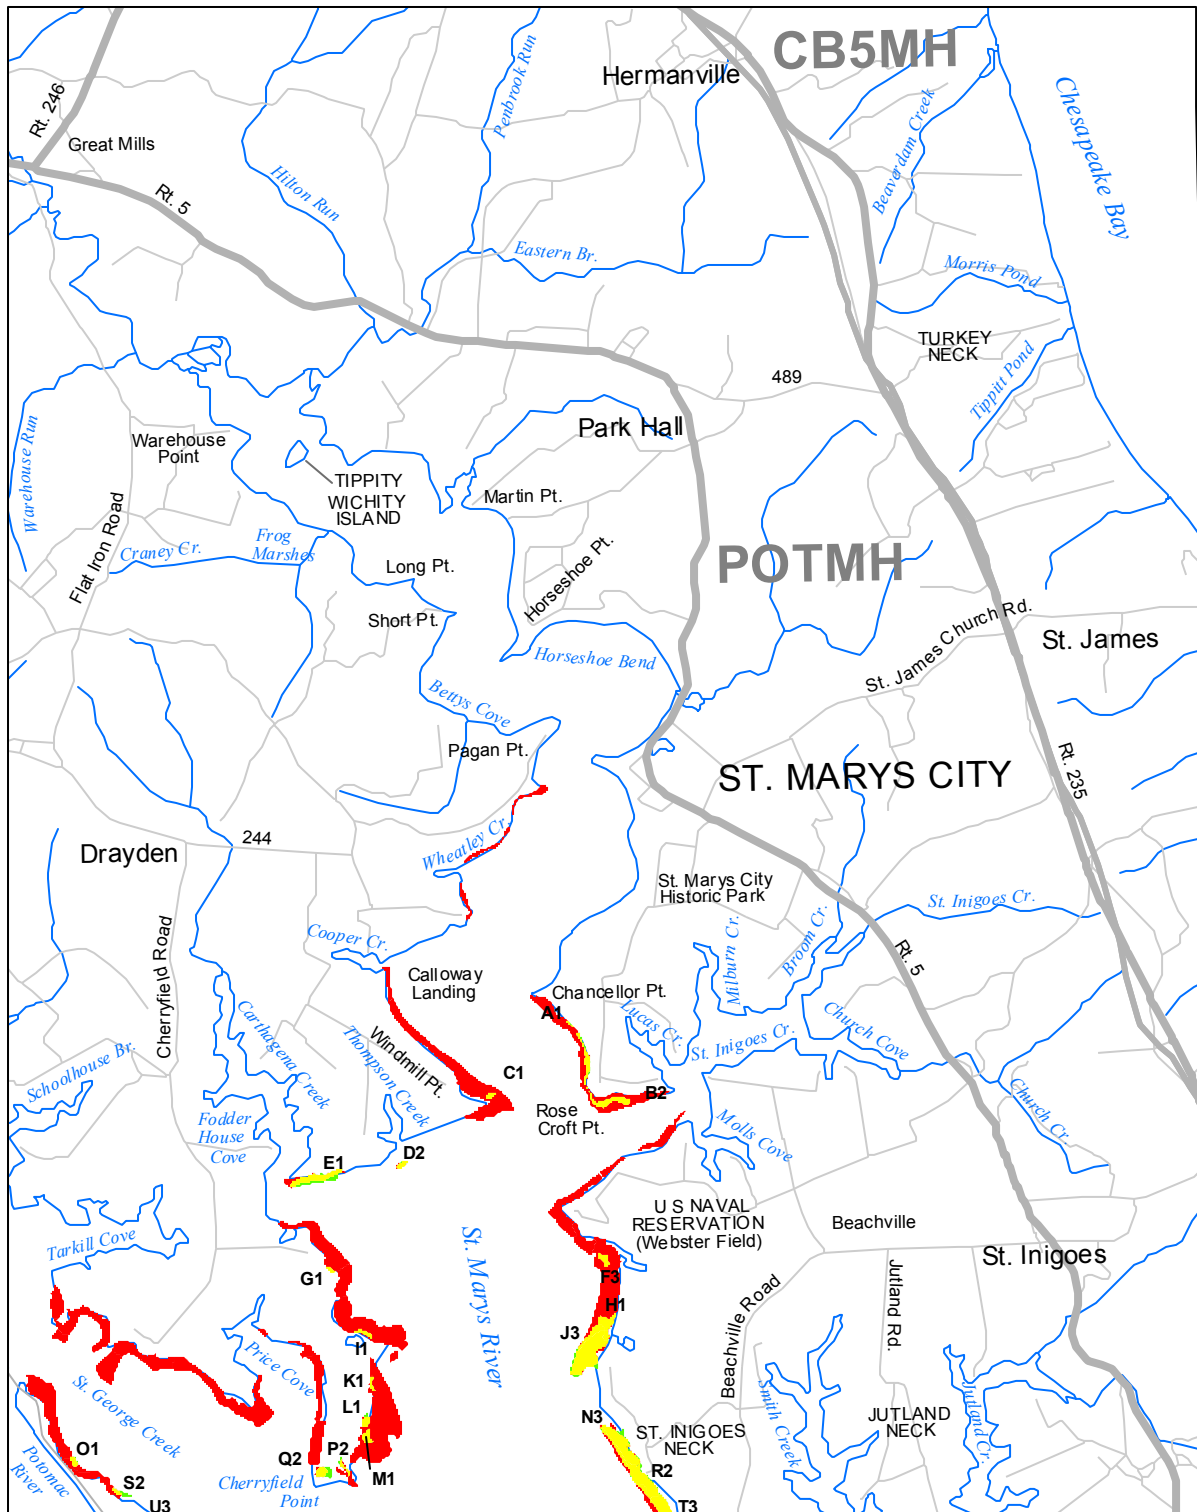 CB5MH
Hermanville
Penbrook Run
Rt. 246
Great Mills
Chesapeake Bay
Beaverdam Creek
Hilton Run
Rt. 5
Eastern Br.
Morris Pond
TURKEY
NECK
Tippitt Pond
489
Warehouse Run
Warehouse
Point
Park Hall
TIPPITY
WICHITY
ISLAND
Martin Pt.
Flat Iron Road
Craney Cr.
Frog
Marshes
Long Pt.
Horseshoe Pt.
POTMH
Short Pt.
Horseshoe Bend
St. James Church Rd.
St. James
Bettys Cove
Pagan Pt.
ST. MARYS CITY
Rt. 235
Wheatley Cr.
244
Drayden
St. Marys City
Historic Park
St. Inigoes Cr.
Cherryfield Road
Cooper Cr.
Milburn Cr.
Broom Cr.
Rt. 5
Calloway
Landing
Chancellor Pt.
A1
Lucas Cr.
St. Inigoes Cr.
Church Cove
Carthagena Creek
Thompson Creek
Windmill Pt.
C1
B2
Schoolhouse Br.
Rose
Croft Pt.
Church Cr.
Fodder
House
Cove
Molls Cove
E1
D2
U S NAVAL
RESERVATION
(Webster Field)
Beachville
St. Inigoes
Tarkill Cove
St. Marys River
G1
F3
H1
Beachville Road
Jutland Rd.
J3
I1
Price Cove
K1
St. George Creek
L1
N3
ST. INIGOES
NECK
Smith Creek
JUTLAND
NECK
Jutland Cr.
O1
Q2
P2
M1
R2
Potomac
River
S2
Cherryfield
Point
U3
T3